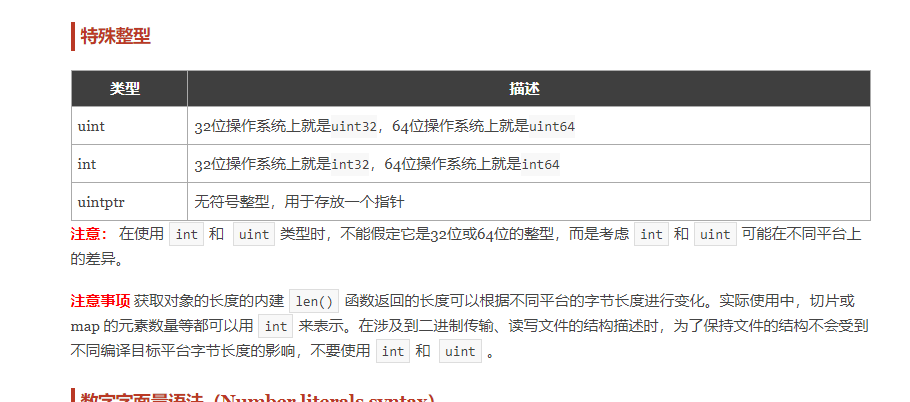 特殊整型
类型 描述
uint 32位操作系统上就是uint32，64位操作系统上就是uint64
int 32位操作系统上就是int32，64位操作系统上就是int64
uintptr 无符号整型，用于存放一个指针
注意： 在使用 int 和 uint 类型时，不能假定它是32位或64位的整型，而是考虑 int 和 uint 可能在不同平台上
的差异。
注意事项 获取对象的长度的内建 len() 函数返回的长度可以根据不同平台的字节长度进行变化。实际使用中，切片或
map 的元素数量等都可以用 int 来表示。在涉及到二进制传输、读写文件的结构描述时，为了保持文件的结构不会受到
不同编译目标平台字节长度的影响，不要使用 int 和 uint 。
数字字面量语法（Number literals syntax）